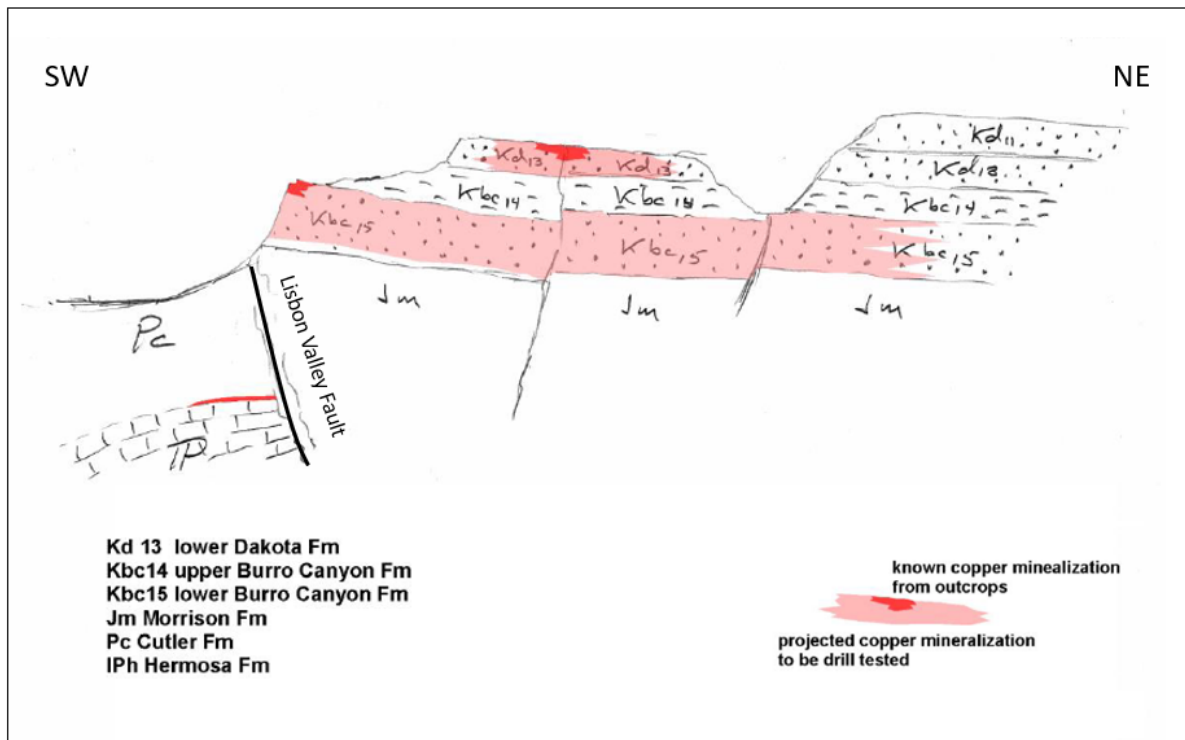 SW
NE
Kd11
Kd13
Kd13
Kd13
Kbc14
Kbc14
Kbc14
Kbc15
Kbc15
Kbc15
Jm
Jm
Jm
Pc
Lisbon Valley Fault
IP
Kd 13 lower Dakota Fm
Kbc14 upper Burro Canyon Fm
Kbc15 lower Burro Canyon Fm
Jm Morrison Fm
Pc Cutler Fm
IPh Hermosa Fm
known copper minealization
from outcrops
projected copper mineralization
to be drill tested